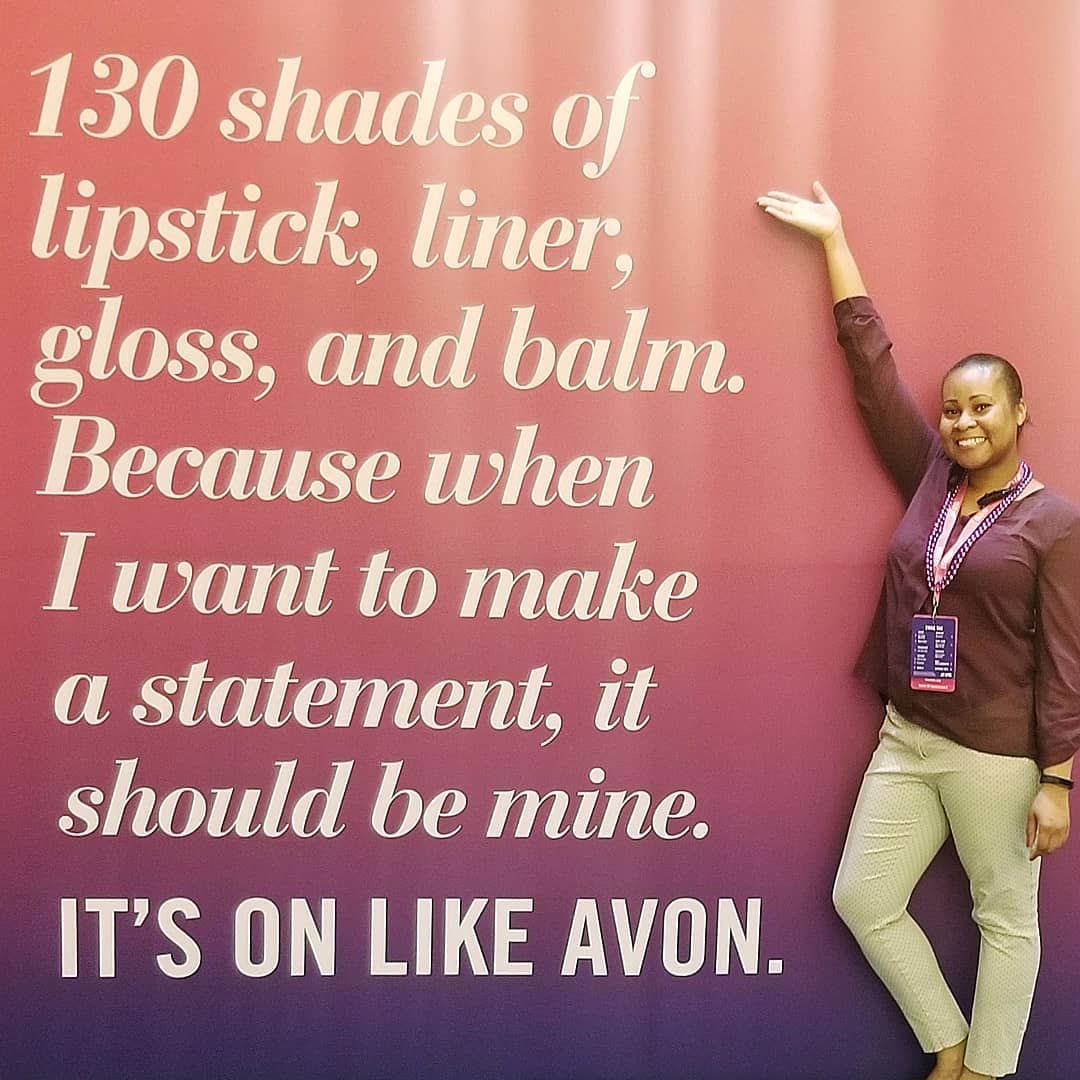 130 shades of
lipstick, liner,
gloss, and balm.
Because when
I want to make
a statement, it
should be mine.
IT'S ON LIKE AVON.